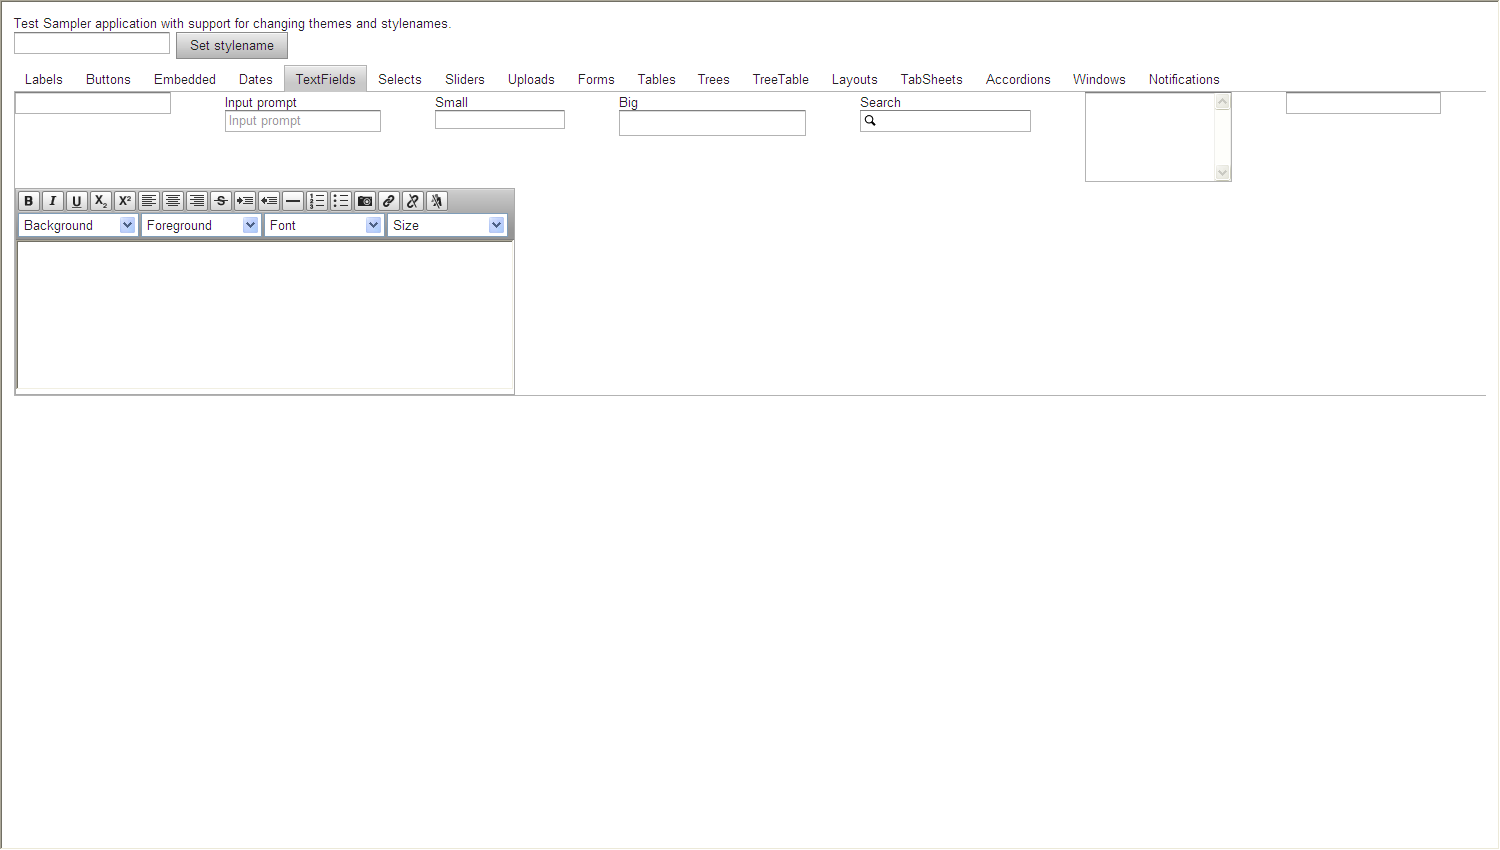 Test Sampler application with support for changing themes and stylenames.
Set stylename
Labels Buttons Embedded Dates TextFields Selects Sliders Uploads Forms Tables Trees TreeTable Layouts TabSheets Accordions Windows Notifications
Input prompt Small Big Search
Input prompt
B I U X2 X² S
Background Foreground Font Size